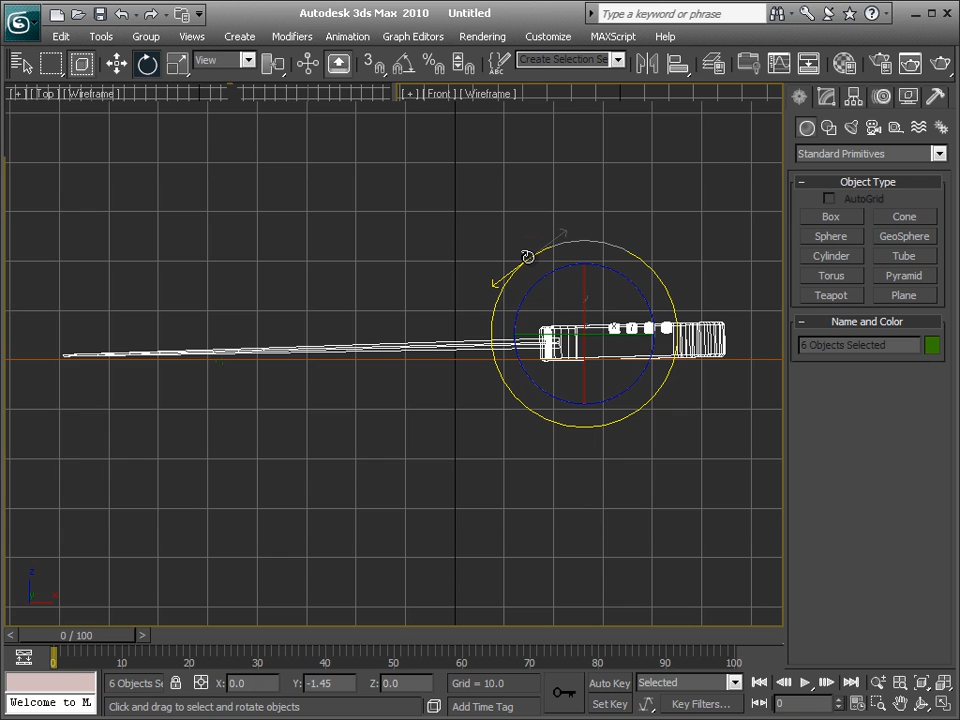 Autodesk 3ds Max 2010 Untitled
Type a keyword or phrase
Edit Tools Group Views Create Modifiers Animation Graph Editors Rendering Customize MAXScript Help
View
Create Selection Se
[ + ] [ Top ] [ Wireframe ]
[ + ] [ Front ] [ Wireframe ]
Standard Primitives
Object Type
AutoGrid
Box Cone
Sphere GeoSphere
Cylinder Tube
Torus Pyramid
Teapot Plane
Name and Color
6 Objects Selected
z
x
0 / 100
0 10 20 30 40 50 60 70 80 90 100
6 Objects Se X: 0.0 Y: -1.45 Z: 0.0 Grid = 10.0 Auto Key Selected
Welcome to M
Click and drag to select and rotate objects
Add Time Tag
Set Key
Key Filters...
0